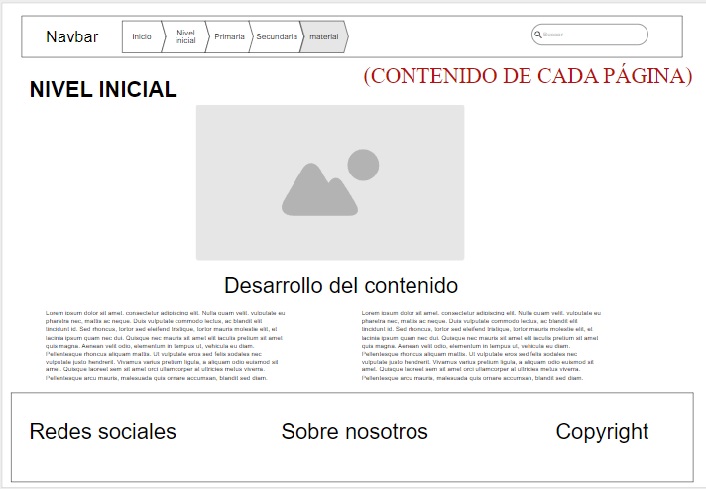 Navbar
Inicio
Nivel
inicial
Primaria
Secundaria
material
(CONTENIDO DE CADA PÁGINA)
NIVEL INICIAL
Desarrollo del contenido
Lorem ipsum dolor sit amet, consectetur adipiscing elit. Nulla quam velit, vulputate eu
pharetra nec, mattis ac neque. Duis vulputate commodo lectus, ac blandit elit
tincidunt id. Sed rhoncus, tortor sed eleifend tristique, tortor mauris molestie elit, et
lacinia ipsum quam nec dui. Quisque nec mauris sit amet elit iaculis pretium sit amet
quis magna. Aenean velit odio, elementum in tempus ut, vehicula eu diam.
Pellentesque rhoncus aliquam mattis. Ut vulputate eros sed felis sodales nec
vulputate justo hendrerit. Vivamus varius pretium ligula, a aliquam odio euismod sit
amet. Quisque laoreet sem sit amet orci ullamcorper at ultricies metus viverra.
Pellentesque arcu mauris, malesuada quis ornare accumsan, blandit sed diam.
Lorem ipsum dolor sit amet, consectetur adipiscing elit. Nulla quam velit, vulputate eu
pharetra nec, mattis ac neque. Duis vulputate commodo lectus, ac blandit elit
tincidunt id. Sed rhoncus, tortor sed eleifend tristique, tortor mauris molestie elit, et
lacinia ipsum quam nec dui. Quisque nec mauris sit amet elit iaculis pretium sit amet
quis magna. Aenean velit odio, elementum in tempus ut, vehicula eu diam.
Pellentesque rhoncus aliquam mattis. Ut vulputate eros sed felis sodales nec
vulputate justo hendrerit. Vivamus varius pretium ligula, a aliquam odio euismod sit
amet. Quisque laoreet sem sit amet orci ullamcorper at ultricies metus viverra.
Pellentesque arcu mauris, malesuada quis ornare accumsan, blandit sed diam.
Redes sociales
Sobre nosotros
Copyright